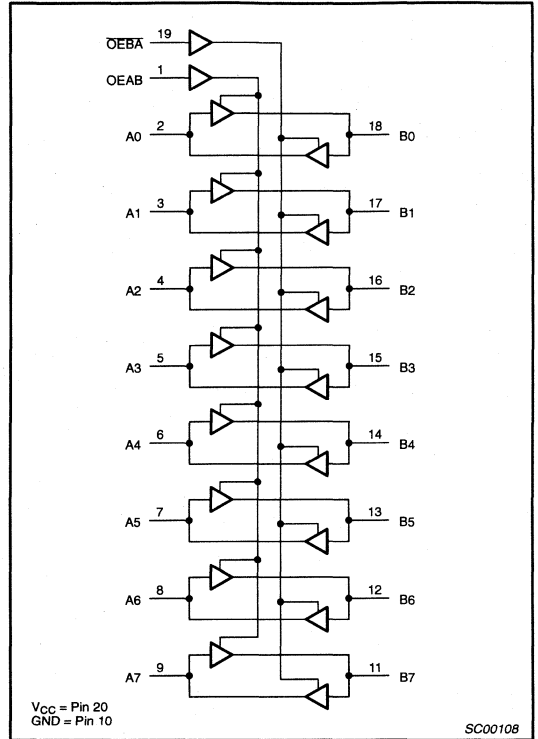 O̅E̅B̅A̅ 19
OEAB 1
A0 2 18 B0
A1 3 17 B1
A2 4 16 B2
A3 5 15 B3
A4 6 14 B4
A5 7 13 B5
A6 8 12 B6
A7 9 11 B7
VCC = Pin 20
GND = Pin 10
SC00108